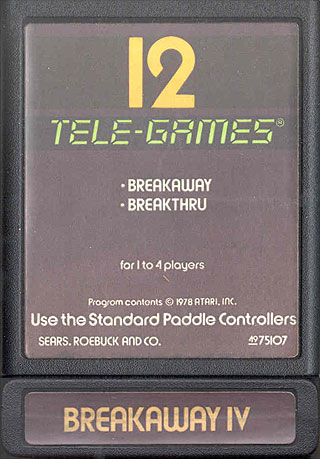 12
TELE-GAMES®
• BREAKAWAY
• BREAKTHRU
for 1 to 4 players
Program contents © 1978 ATARI, INC.
Use the Standard Paddle Controllers
SEARS, ROEBUCK AND CO. 49 75107
BREAKAWAY IV